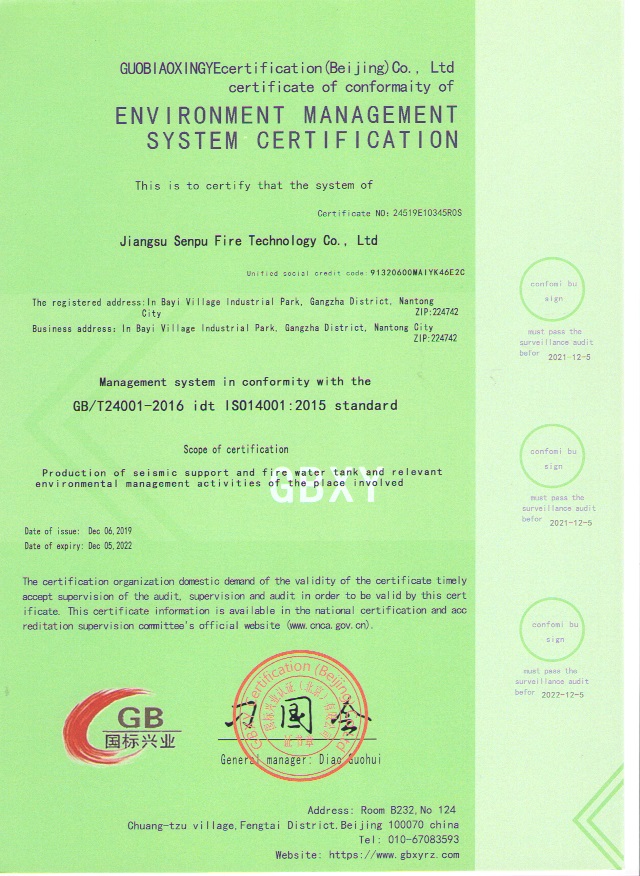 GUOBIAOXINGYEcertification(Beijing)Co., Ltd
certificate of conformaity of
ENVIRONMENT MANAGEMENT
SYSTEM CERTIFICATION
This is to certify that the system of
Certificate NO: 24519E10345R0S
Jiangsu Senpu Fire Technology Co., Ltd
Unified social credit code: 91320600MA1YK46E2C
The registered address:In Bayi Village Industrial Park, Gangzha District, Nantong
City ZIP:224742
Business address: In Bayi Village Industrial Park, Gangzha District, Nantong City
ZIP:224742
Management system in conformity with the
GB/T24001-2016 idt ISO14001:2015 standard
Scope of certification
Production of seismic support and fire water tank and relevant
environmental management activities of the place involved
GBXY
Date of issue: Dec 06,2019
Date of expiry: Dec 05,2022
The certification organization domestic demand of the validity of the certificate timely
accept supervision of the audit, supervision and audit in order to be valid by this cert
ificate. This certificate information is available in the national certification and acc
reditation supervision committee's official website (www.cnca.gov.cn).
GB
国标兴业
刁国会
General manager: Diao Guohui
Address: Room B232,No 124
Chuang-tzu village,Fengtai District.Beijing 100070 china
Tel: 010-67083593
Website: https://www.gbxyrz.com
confomi bu
sign
must pass the
surveillance audit
befor 2021-12-5
confomi bu
sign
must pass the
surveillance audit
befor 2021-12-5
confomi bu
sign
must pass the
surveillance audit
befor 2022-12-5